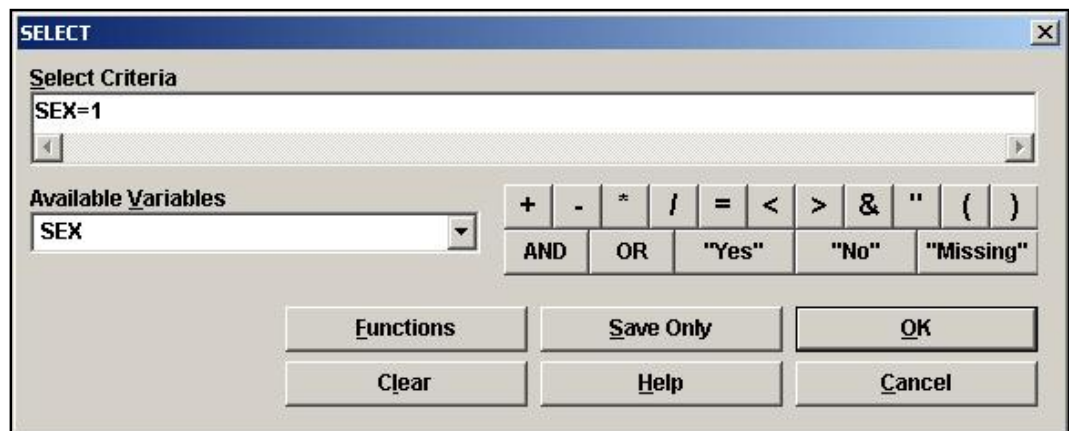 SELECT
Select Criteria
SEX=1
Available Variables
SEX
+ - * / = < > & " ( )
AND OR "Yes" "No" "Missing"
Functions Save Only OK
Clear Help Cancel